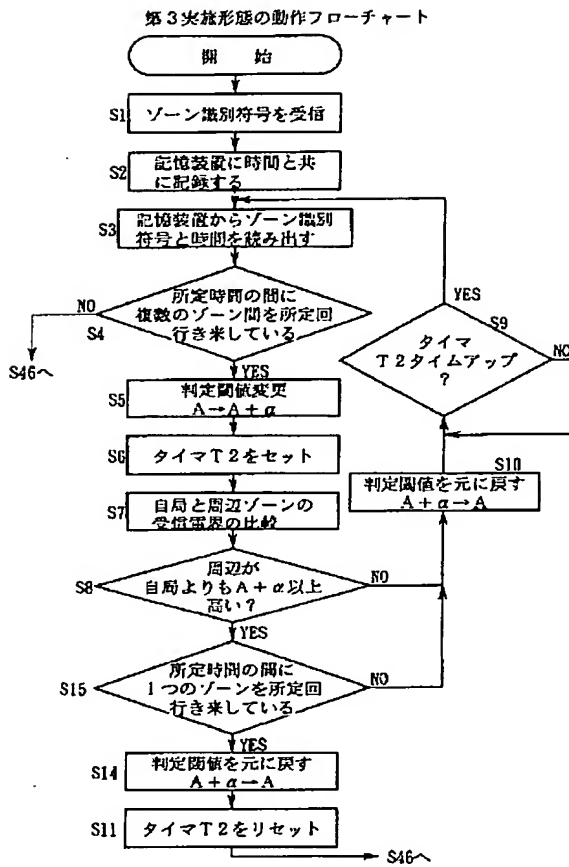 第3実施形態の動作フローチャート
開 始
S1
ゾーン識別符号を受信
S2
記憶装置に時間と共
に記録する
S3
記憶装置からゾーン識別
符号と時間を読み出す
NO
S4
所定時間の間に
複数のゾーン間を所定回
行き来している
S46へ
YES
S5
判定閾値変更
A→A+α
S6
タイマT2をセット
S7
自局と周辺ゾーンの
受信電界の比較
S8
周辺が
自局よりもA+α以上
高い?
NO
YES
S15
所定時間の間に
1つのゾーンを所定回
行き来している
NO
YES
S14
判定閾値を元に戻す
A+α→A
S11
タイマT2をリセット
S46へ
YES
S9
タイマ
T2タイムアップ
?
NO
S10
判定閾値を元に戻す
A+α→A